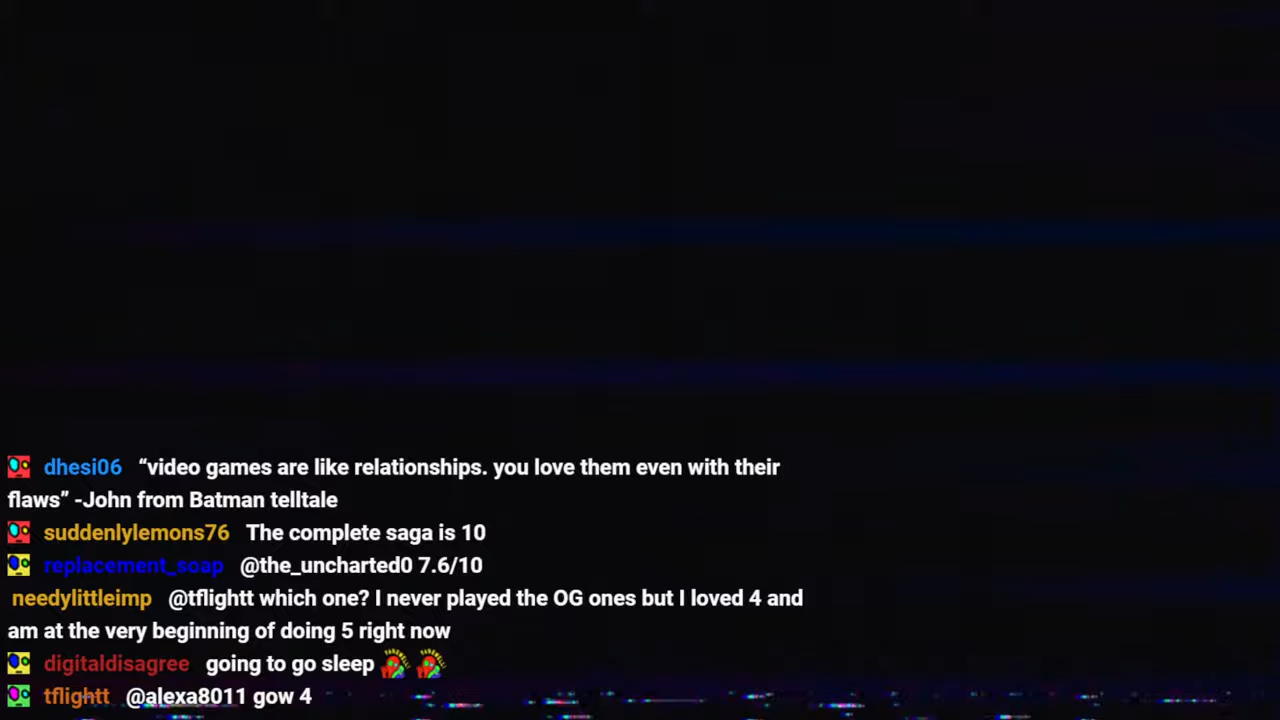 dhesi06 “video games are like relationships. you love them even with their
flaws” -John from Batman telltale
suddenlylemons76 The complete saga is 10
replacement_soap @the_uncharted0 7.6/10
needylittleimp @tflightt which one? I never played the OG ones but I loved 4 and
am at the very beginning of doing 5 right now
digitaldisagree going to go sleep
tflightt @alexa8011 gow 4